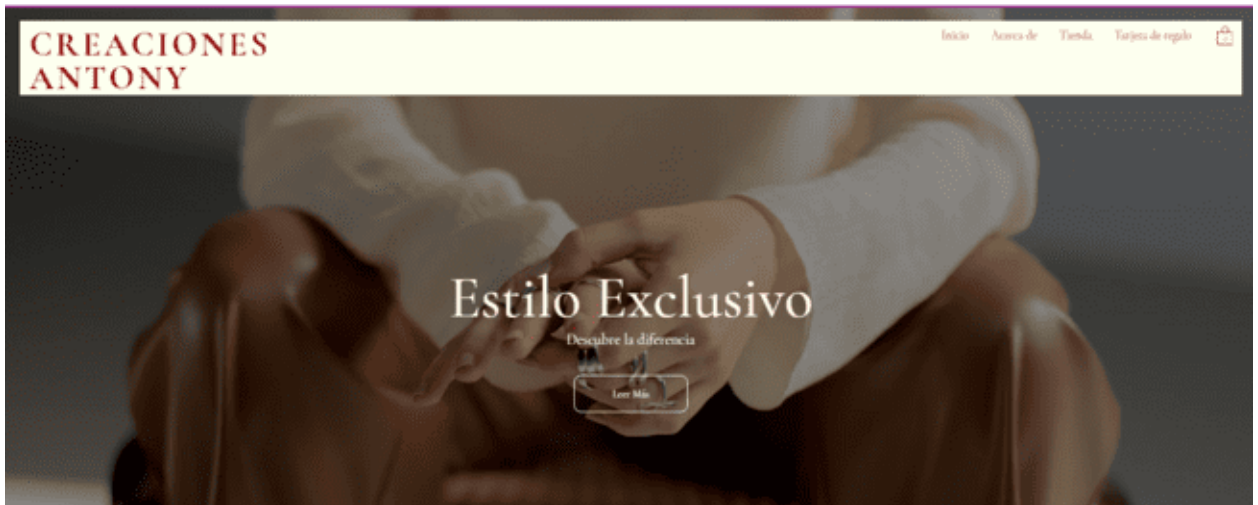 CREACIONES
ANTONY
Inicio Acerca de Tienda Tarjeta de regalo
Estilo Exclusivo
Descubre la diferencia
Leer Más